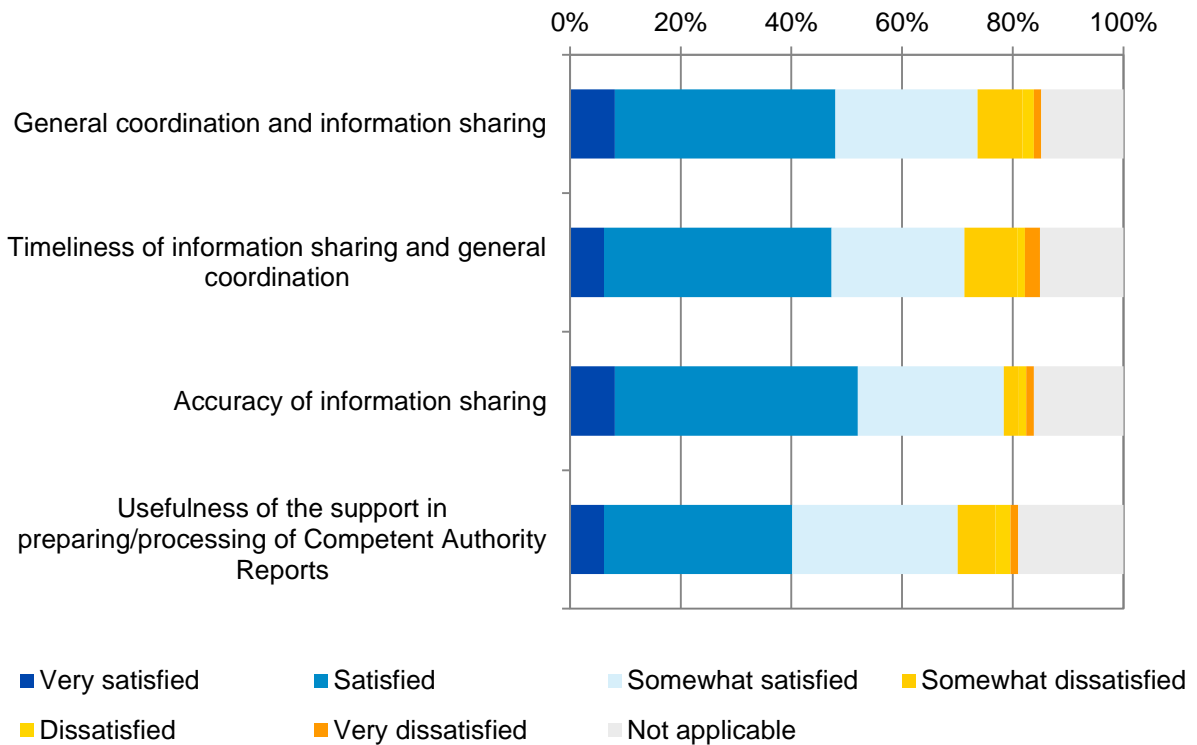 0% 20% 40% 60% 80% 100%
General coordination and information sharing
Timeliness of information sharing and general
coordination
Accuracy of information sharing
Usefulness of the support in
preparing/processing of Competent Authority
Reports
Very satisfied Satisfied Somewhat satisfied Somewhat dissatisfied
Dissatisfied Very dissatisfied Not applicable